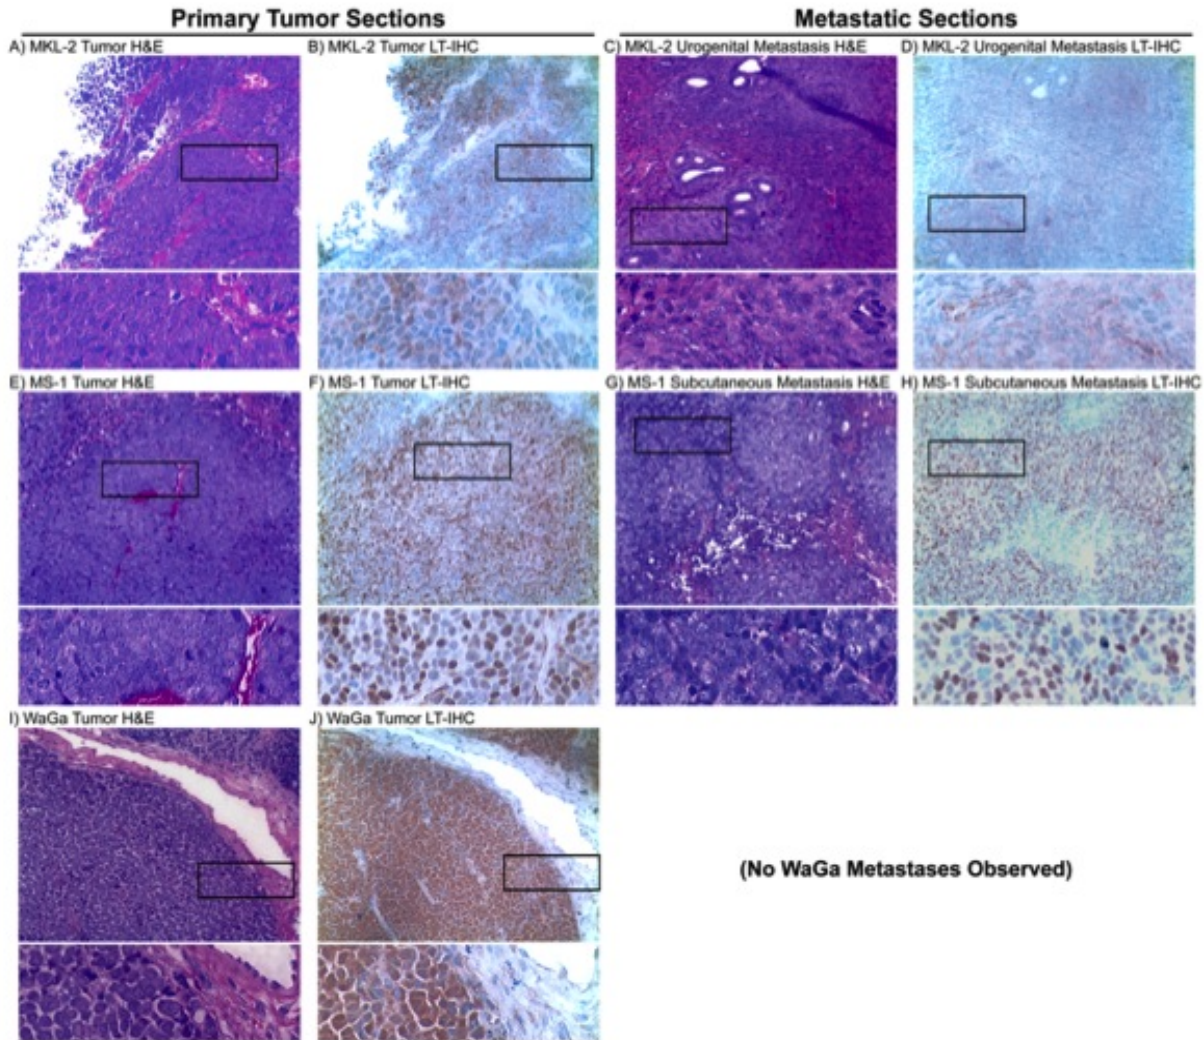 Primary Tumor Sections
Metastatic Sections
A) MKL-2 Tumor H&E
B) MKL-2 Tumor LT-IHC
C) MKL-2 Urogenital Metastasis H&E
D) MKL-2 Urogenital Metastasis LT-IHC
E) MS-1 Tumor H&E
F) MS-1 Tumor LT-IHC
G) MS-1 Subcutaneous Metastasis H&E
H) MS-1 Subcutaneous Metastasis LT-IHC
I) WaGa Tumor H&E
J) WaGa Tumor LT-IHC
(No WaGa Metastases Observed)